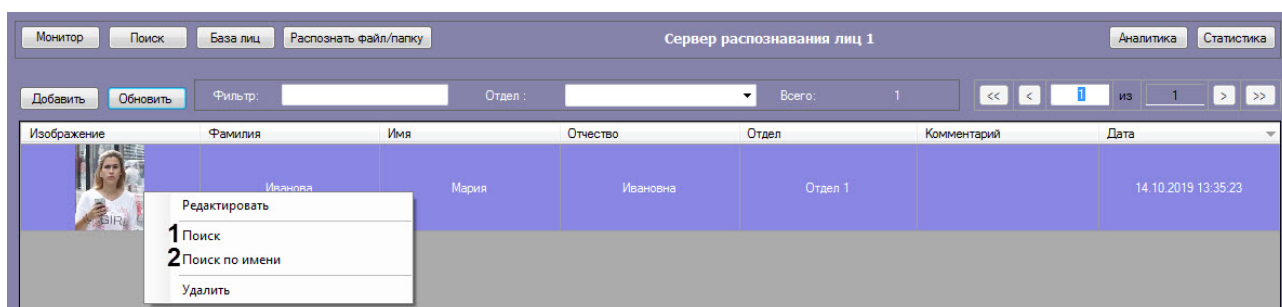 Монитор Поиск База лиц Распознать файл/папку Сервер распознавания лиц 1 Аналитика Статистика
Добавить Обновить Фильтр: Отдел : Всего: 1 << < 1 из 1 > >>
Изображение Фамилия Имя Отчество Отдел Комментарий Дата
Иванова Мария Ивановна Отдел 1 14.10.2019 13:35:23
GIRL
Редактировать
1 Поиск
2 Поиск по имени
Удалить